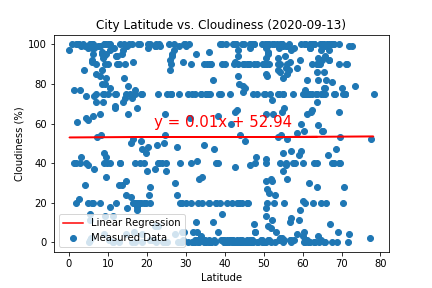 City Latitude vs. Cloudiness (2020-09-13)
100
80
60
40
20
0
Cloudiness (%)
y = 0.01x + 52.94
Linear Regression
Measured Data
0 10 20 30 40 50 60 70 80
Latitude